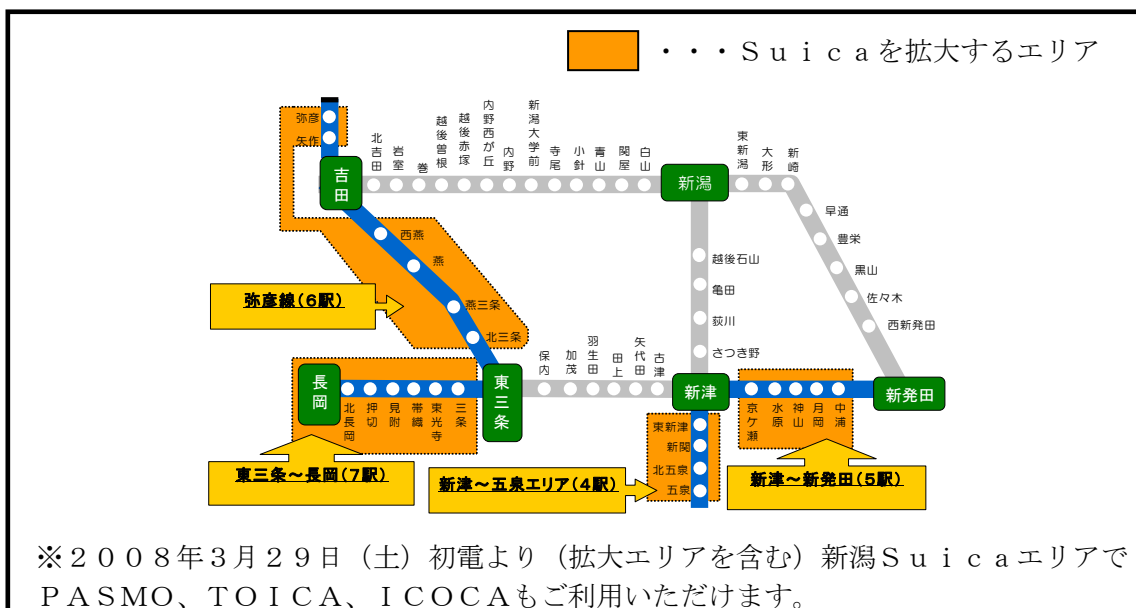 ・・・Ｓｕｉｃａを拡大するエリア
弥彦
矢作
吉田
北吉田
岩室
巻
越後曽根
越後赤塚
内野西が丘
内野
新潟大学前
寺尾
小針
青山
関屋
白山
新潟
東新潟
大形
新崎
早通
豊栄
黒山
佐々木
西新発田
新発田
西燕
燕
燕三条
北三条
弥彦線(6駅)
越後石山
亀田
荻川
さつき野
長岡
北長岡
押切
見附
帯織
東光寺
三条
東三条
保内
加茂
羽生田
田上
矢代田
古津
新津
京ケ瀬
水原
神山
月岡
中浦
東新津
新関
北五泉
五泉
東三条～長岡(7駅)
新津～五泉エリア(4駅)
新津～新発田(5駅)
※２００８年３月２９日（土）初電より（拡大エリアを含む）新潟Ｓｕｉｃａエリアで
ＰＡＳＭＯ、ＴＯＩＣＡ、ＩＣＯＣＡもご利用いただけます。